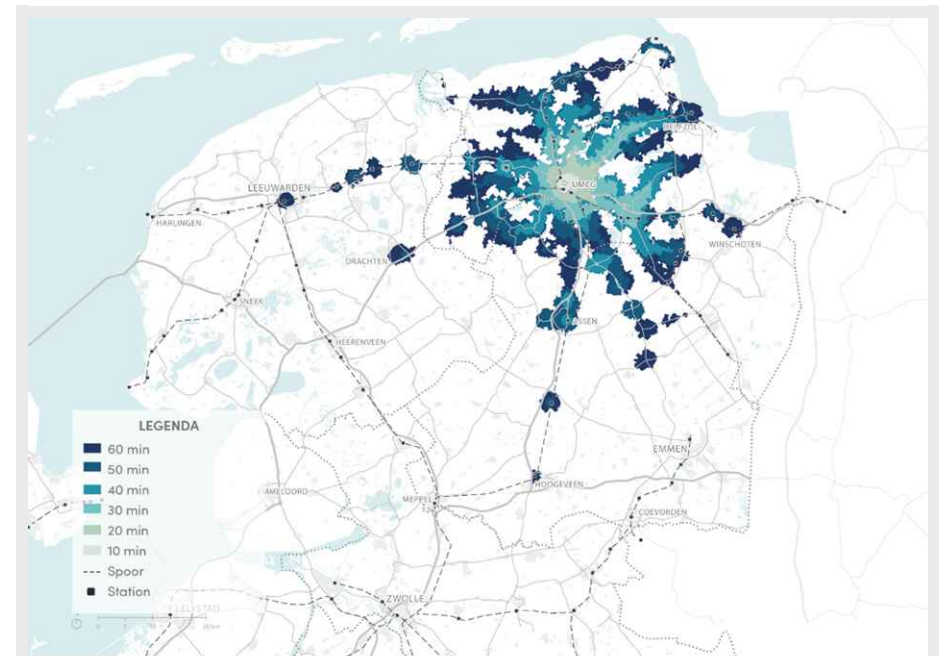 LEEUWARDEN
UMCG
DELFZIJL
HARLINGEN
WINSCHOTEN
DRACHTEN
SNEEK
ASSEN
HEERENVEEN
LEGENDA
60 min
50 min
40 min
30 min
20 min
10 min
Spoor
Station
EMMEN
HOOGEVEEN
MEPPEL
COEVORDEN
ZWOLLE
LELYSTAD